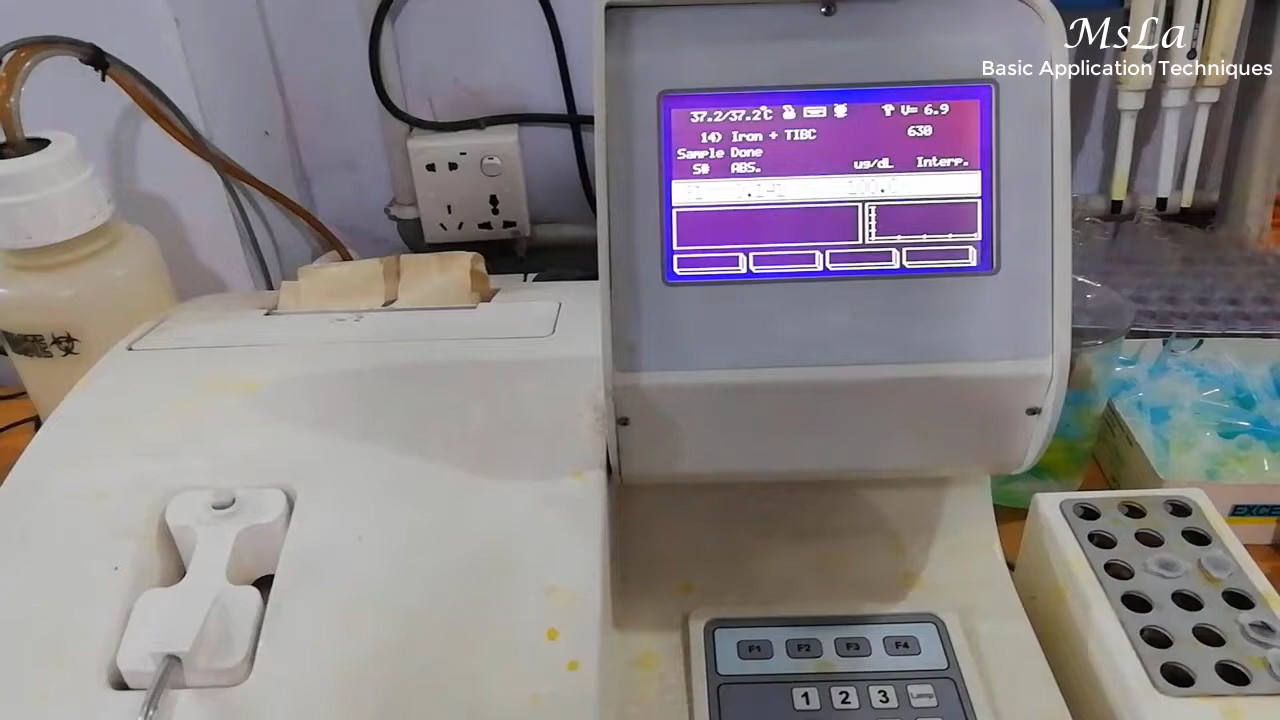 MsLa
Basic Application Techniques
37.2/37.2°C V= 6.9
14) Iron + TIBC 630
Sample Done
S# ABS. us/dL Interp.
EXCE
F1 F2 F3 F4
1 2 3 Lamp